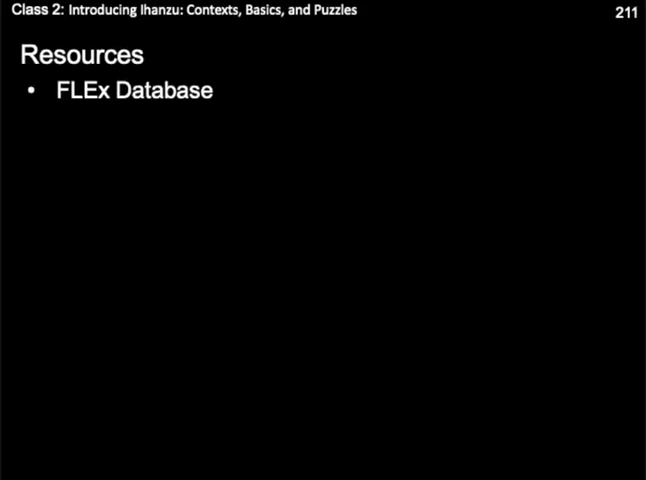 Class 2: Introducing Ihanzu: Contexts, Basics, and Puzzles
211
Resources
• FLEx Database